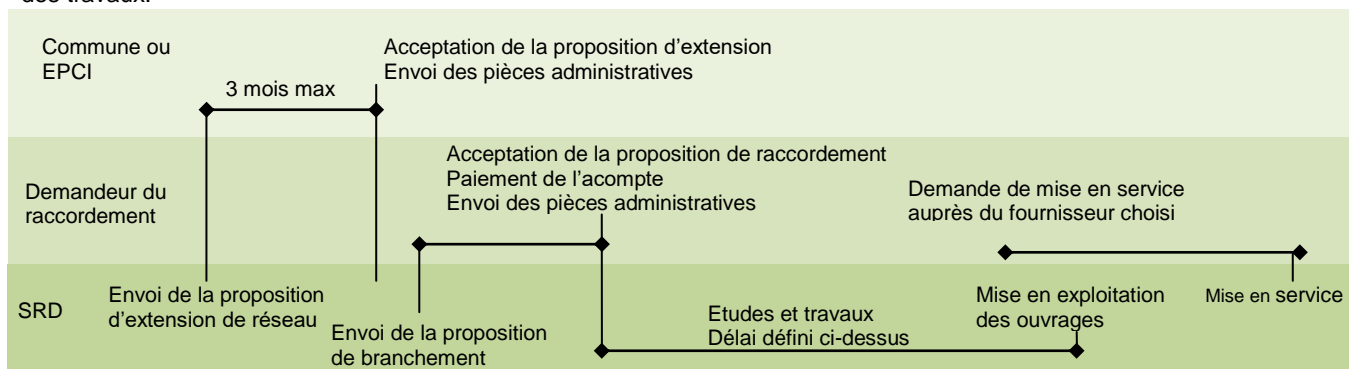 des travaux.
Commune ou
EPCI
Acceptation de la proposition d’extension
Envoi des pièces administratives
3 mois max
Demandeur du
raccordement
Acceptation de la proposition de raccordement
Paiement de l’acompte
Envoi des pièces administratives
Demande de mise en service
auprès du fournisseur choisi
SRD
Envoi de la proposition
d’extension de réseau
Envoi de la proposition
de branchement
Etudes et travaux
Délai défini ci-dessus
Mise en exploitation
des ouvrages
Mise en service